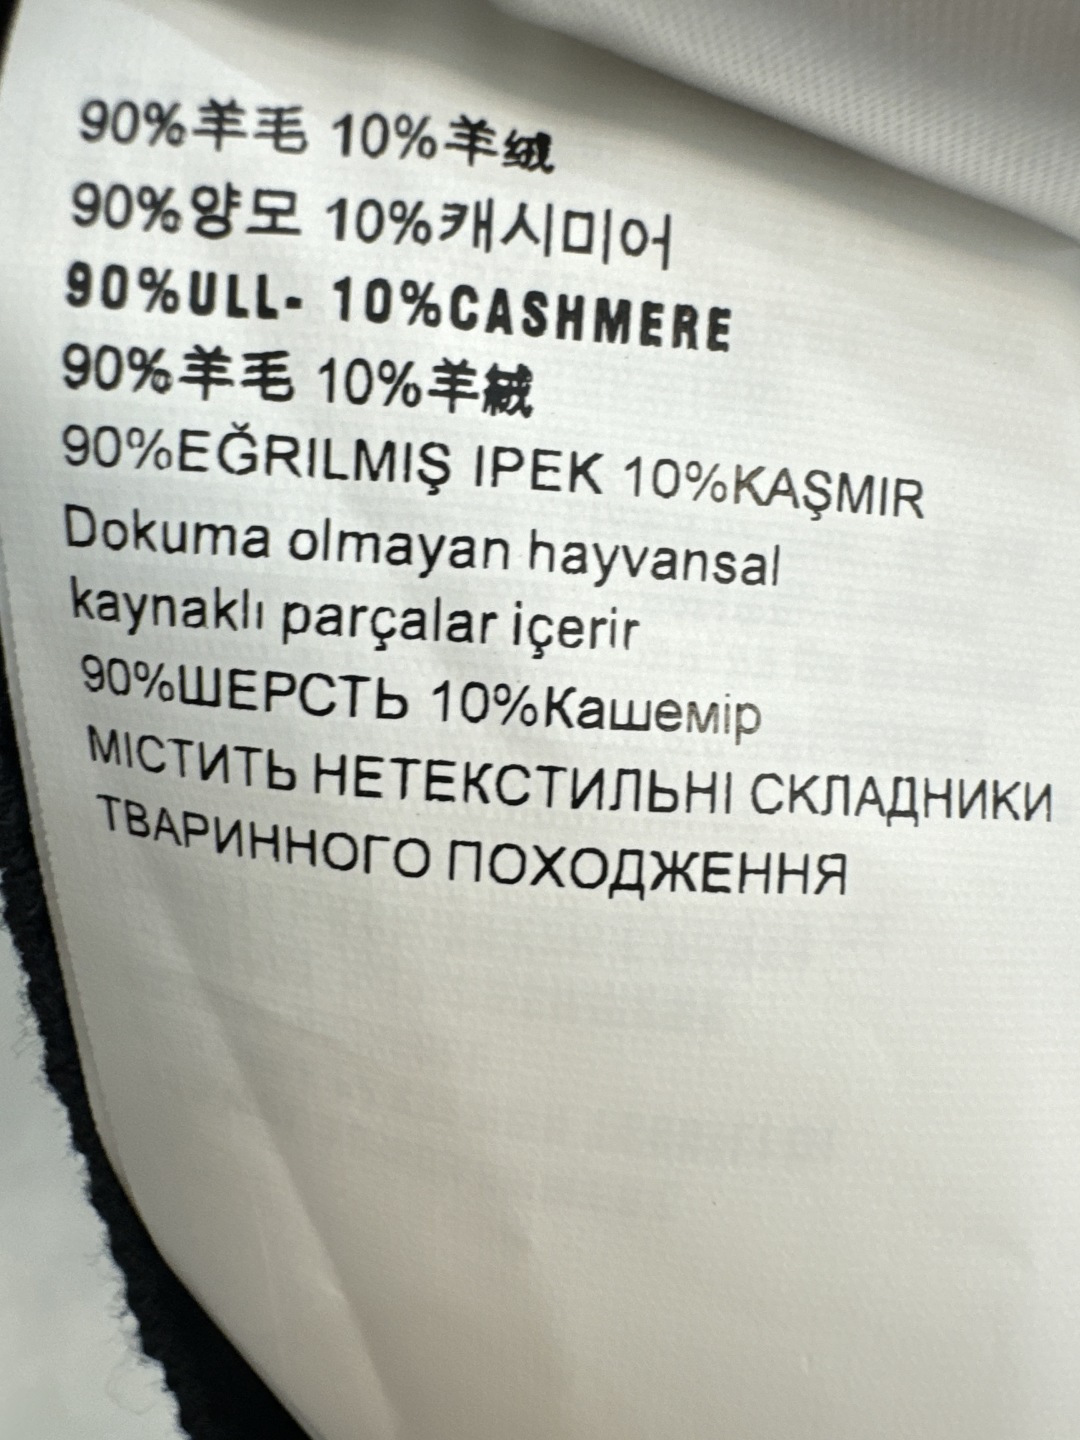 90%羊毛 10%羊绒
90%양모 10%캐시미어
90%ULL- 10%CASHMERE
90%羊毛 10%羊絨
90%EĞRILMIŞ IPEK 10%KAŞMIR
Dokuma olmayan hayvansal
kaynaklı parçalar içerir
90%ШЕРСТЬ 10%Кашемір
МІСТИТЬ НЕТЕКСТИЛЬНІ СКЛАДНИКИ
ТВАРИННОГО ПОХОДЖЕННЯ